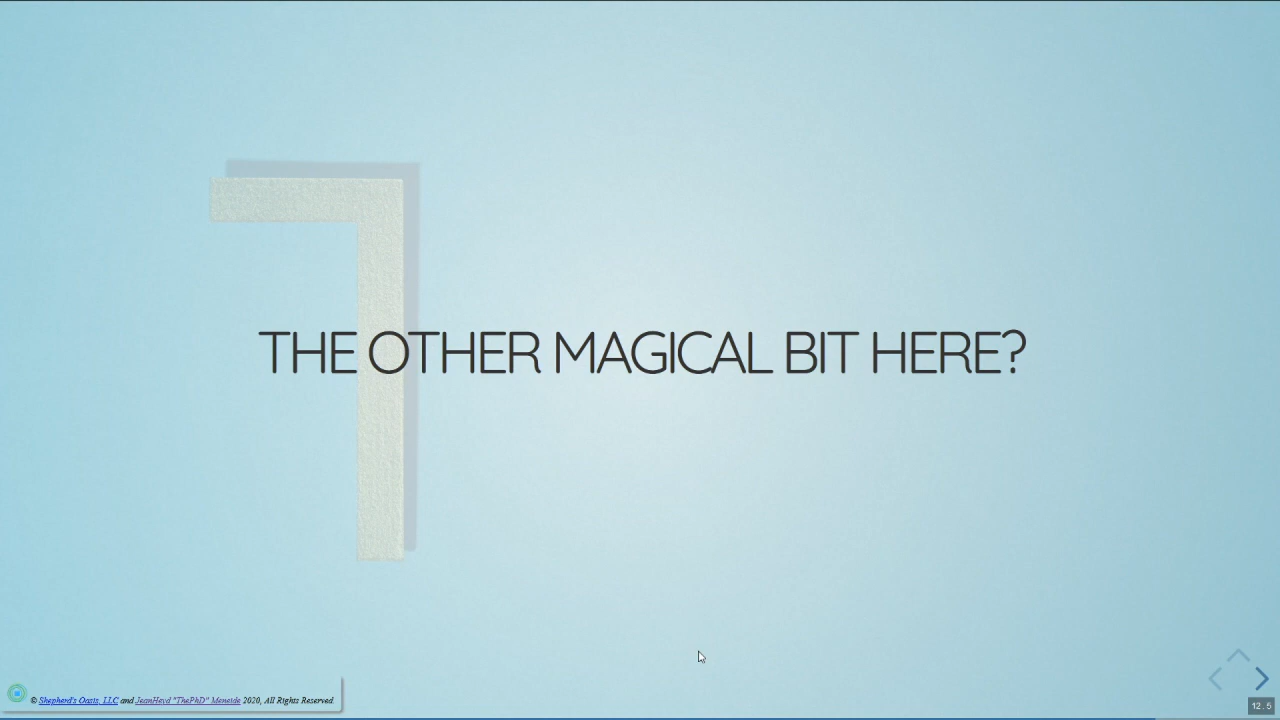 THE OTHER MAGICAL BIT HERE?
© Shepherd's Oasis, LLC and JeanHeyd "ThePhD" Meneide 2020, All Rights Reserved
12.5